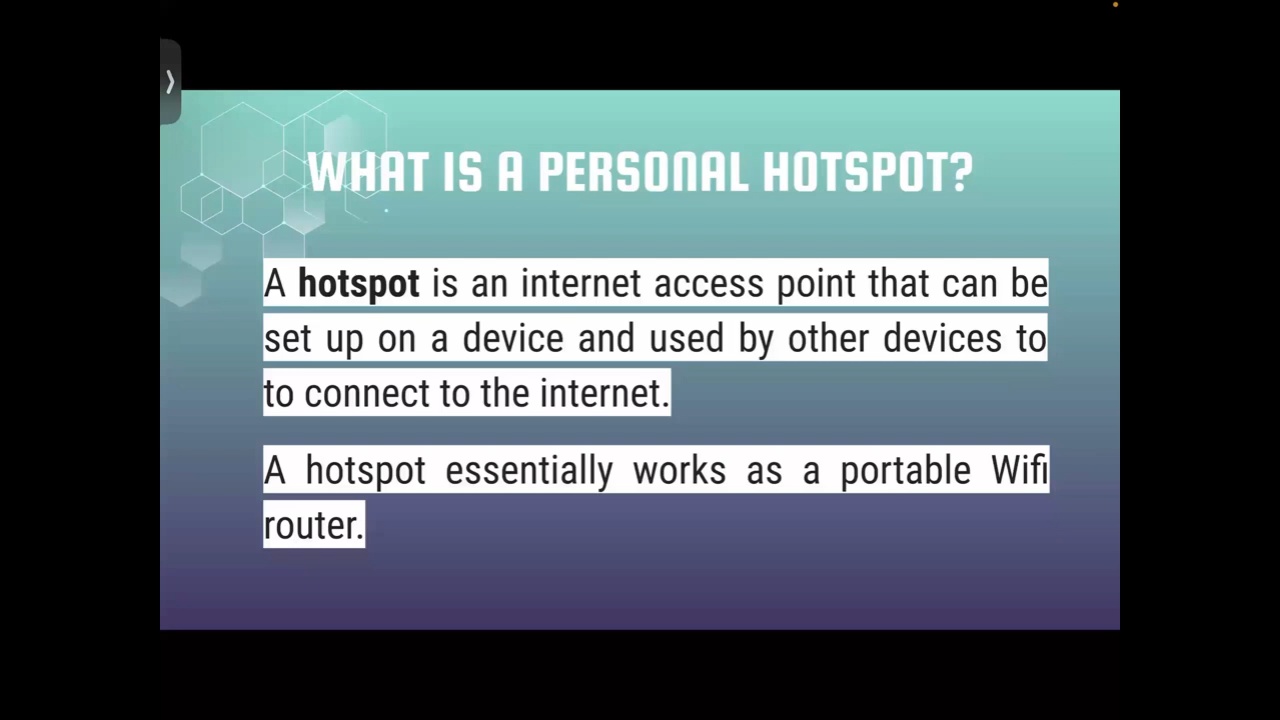 WHAT IS A PERSONAL HOTSPOT?
A hotspot is an internet access point that can be
set up on a device and used by other devices to
to connect to the internet.
A hotspot essentially works as a portable Wifi
router.